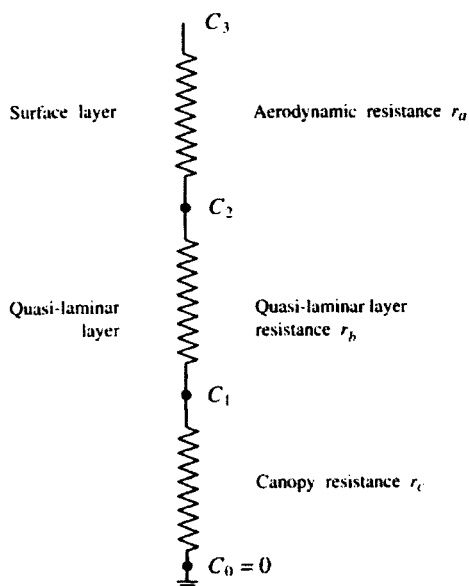 C3
Surface layer
Aerodynamic resistance ra
C2
Quasi-laminar
layer
Quasi-laminar layer
resistance rb
C1
Canopy resistance rc
C0 = 0